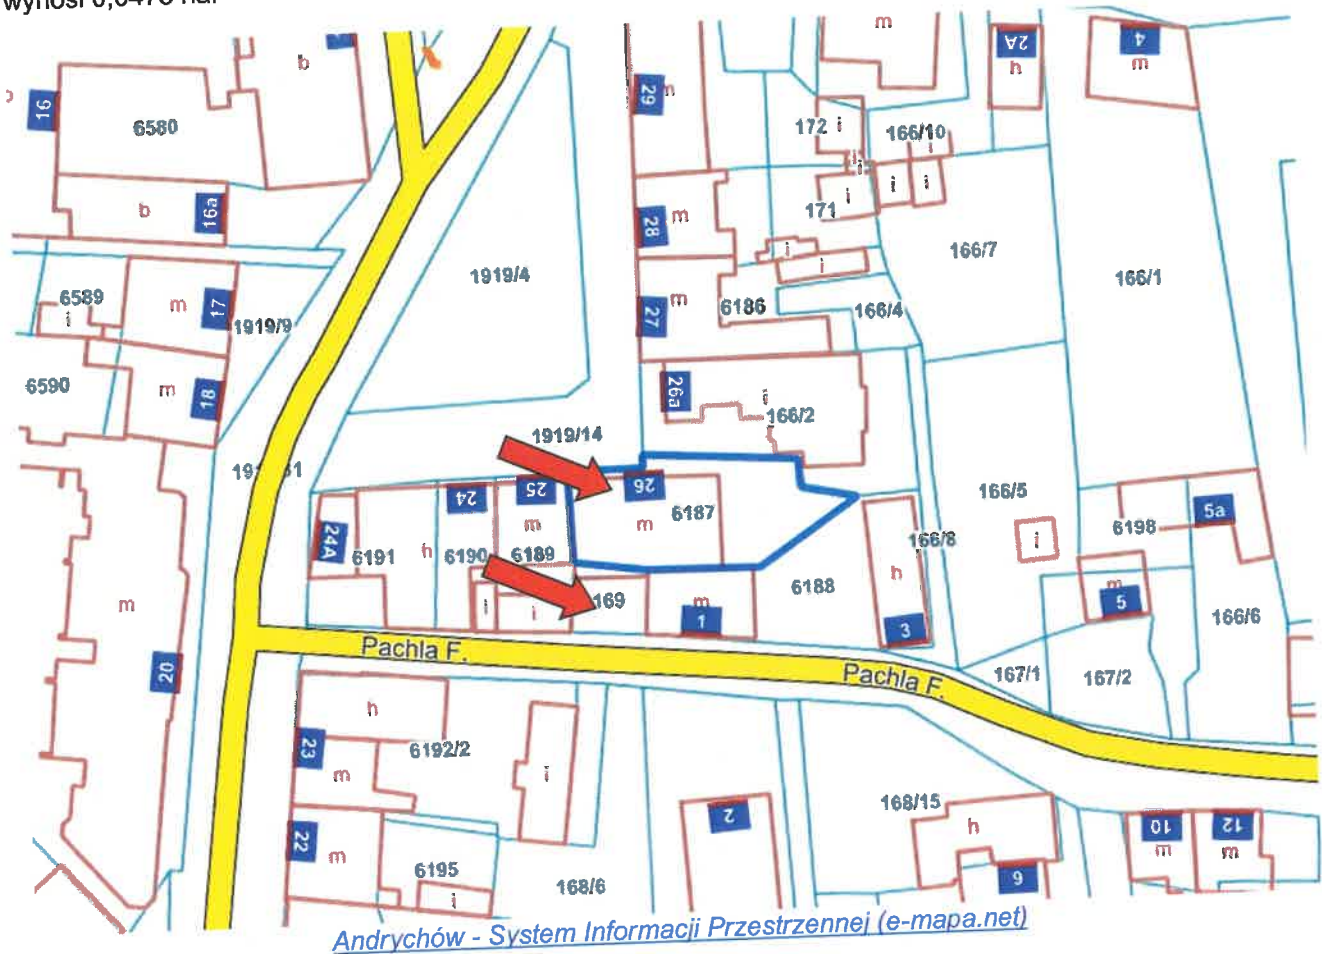 wynosi
m
2A
4
b
h
m
16
6580
29
m
172
i
166/10
i
i
i
b
16a
28
m
171
i
i
i
1919/4
i
i
166/7
166/1
6589
i
m
17
1919/9
27
m
6186
166/4
6590
m
18
26a
i
166/2
1919/14
24
25
26
166/5
24A
6191
h
6190
m
6189
m
6187
166/8
i
6198
5a
m
i
i
169
m
1
6188
h
3
m
5
166/6
20
Pachla F.
Pachla F.
167/1
167/2
h
23
m
6192/2
i
2
168/15
h
22
m
6195
i
168/6
6
10
m
12
m
Andrychów - System Informacji Przestrzennej (e-mapa.net)